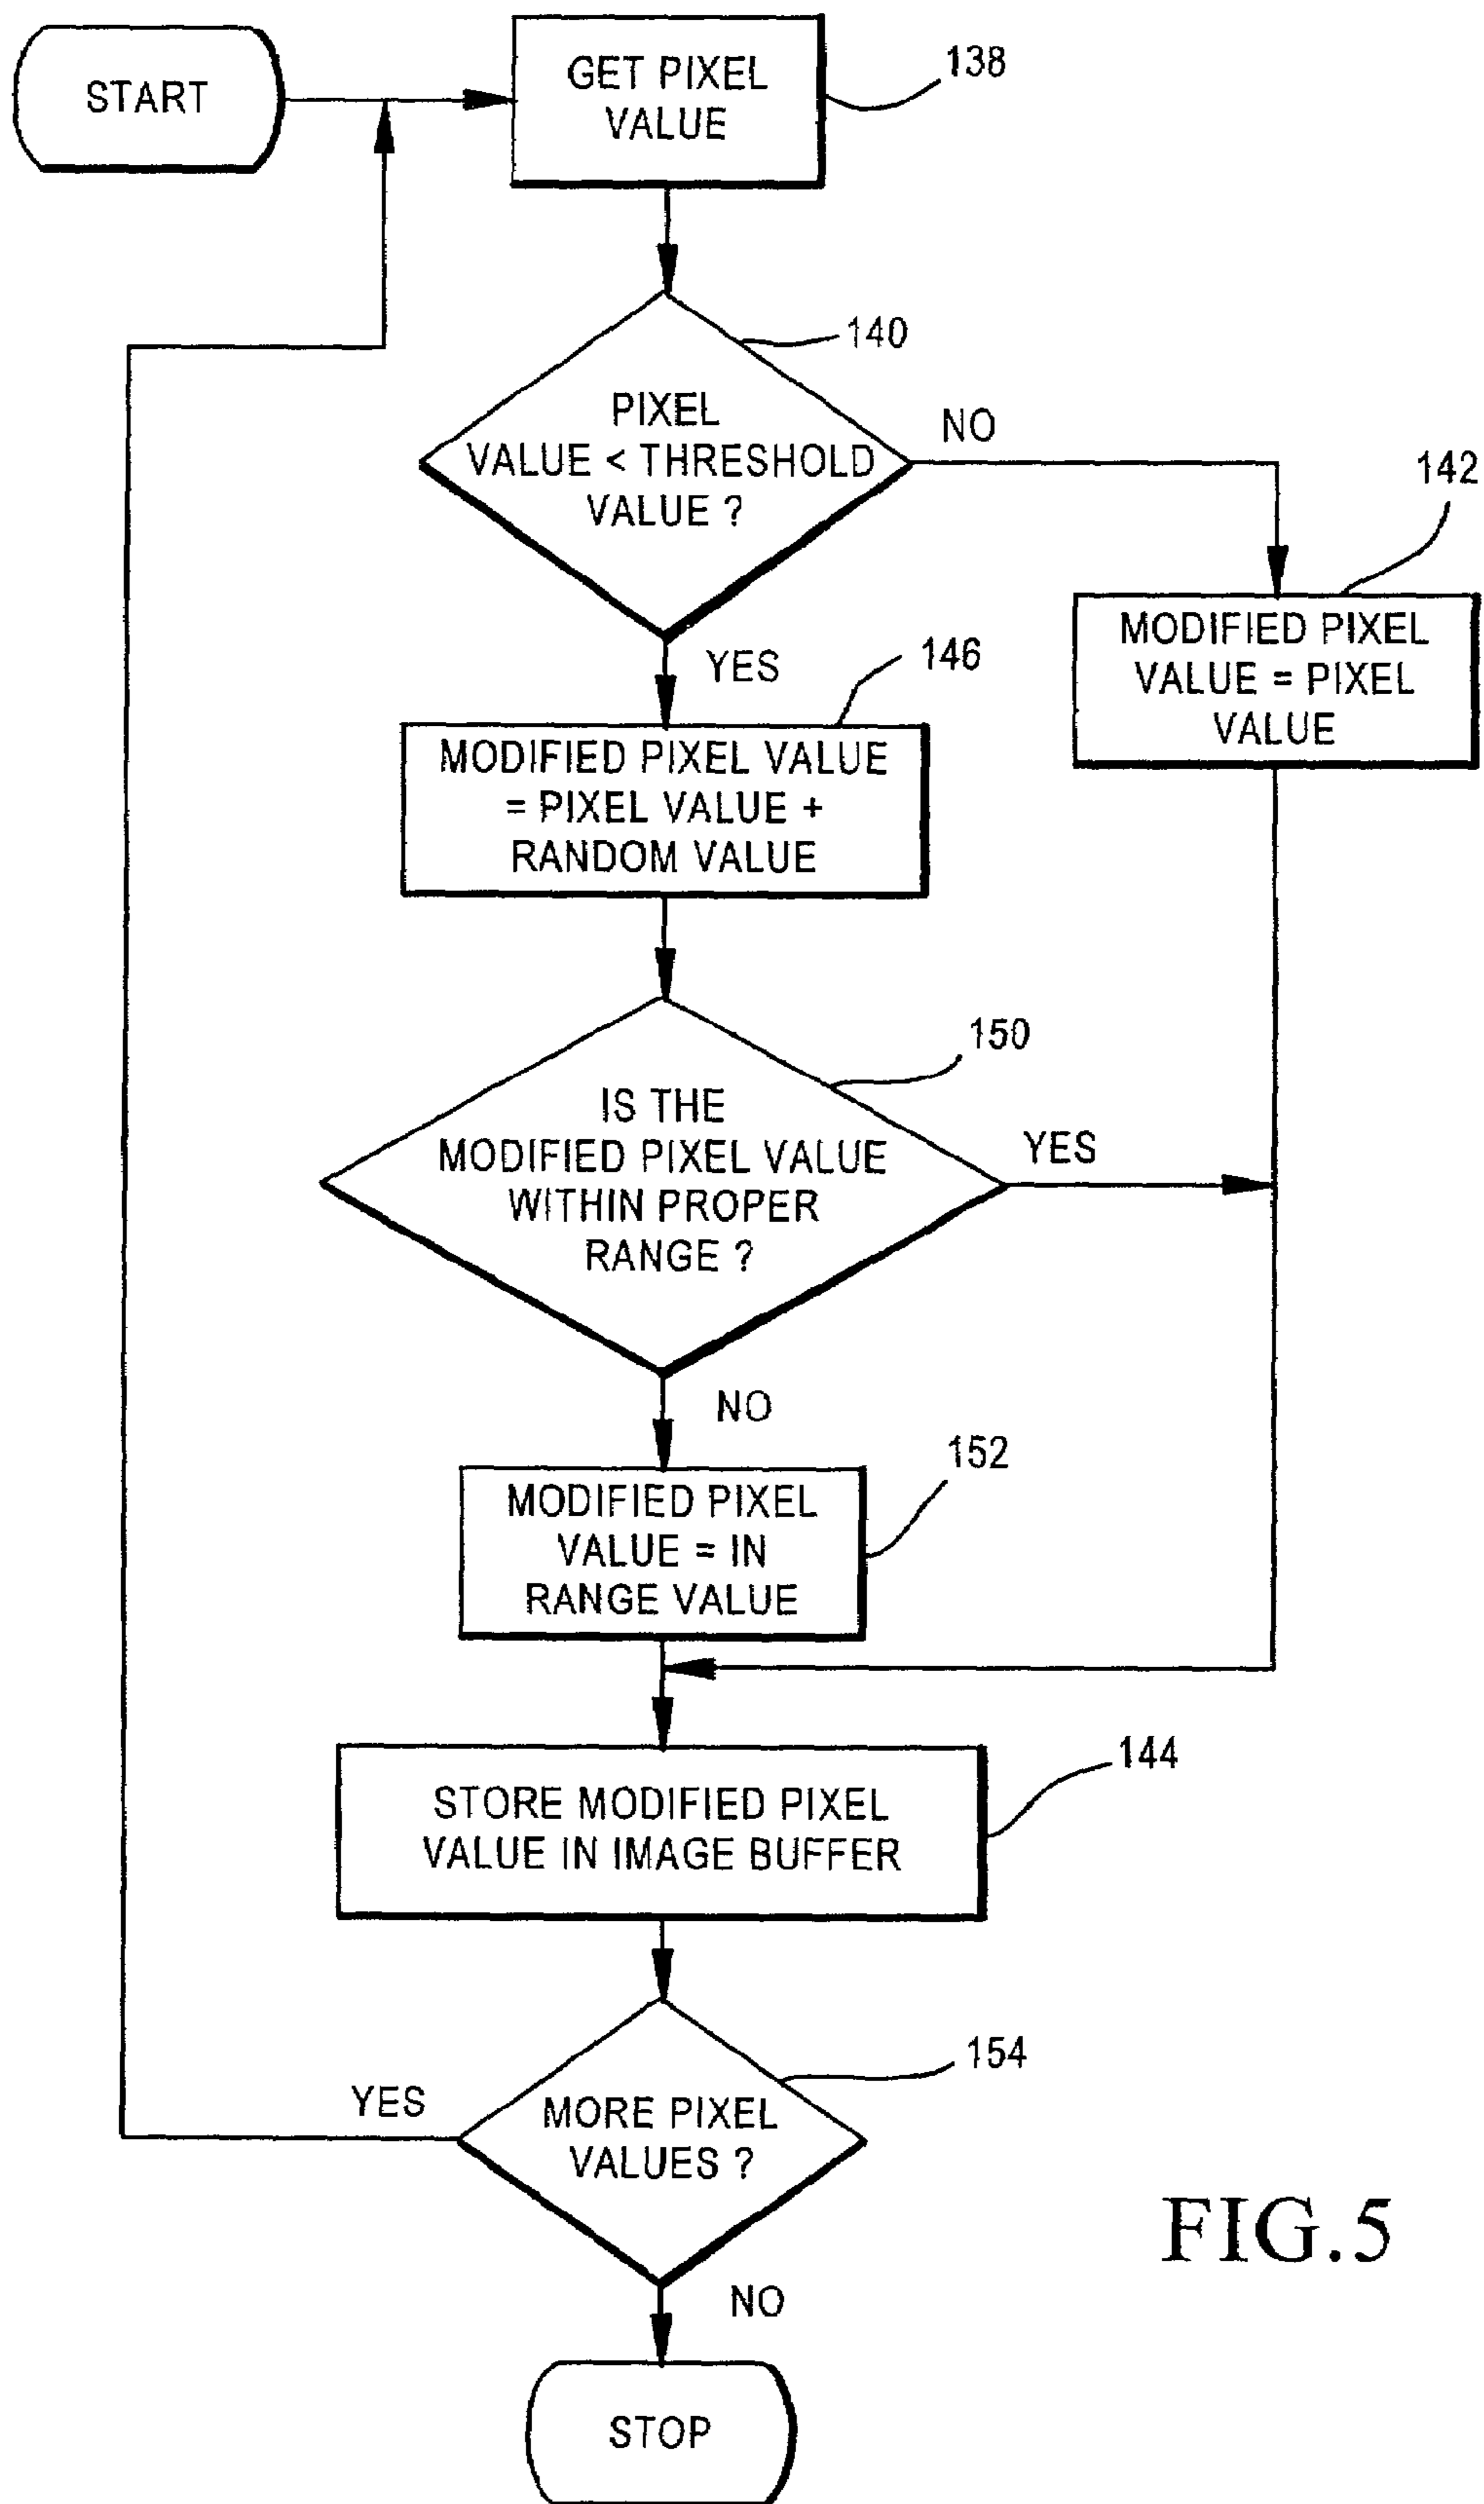 START
GET PIXEL
VALUE
138
140
PIXEL
VALUE < THRESHOLD
VALUE ?
NO
142
MODIFIED PIXEL
VALUE = PIXEL
VALUE
YES
146
MODIFIED PIXEL VALUE
= PIXEL VALUE +
RANDOM VALUE
150
IS THE
MODIFIED PIXEL VALUE
WITHIN PROPER
RANGE ?
YES
NO
152
MODIFIED PIXEL
VALUE = IN
RANGE VALUE
144
STORE MODIFIED PIXEL
VALUE IN IMAGE BUFFER
154
YES
MORE PIXEL
VALUES ?
NO
STOP
FIG.5